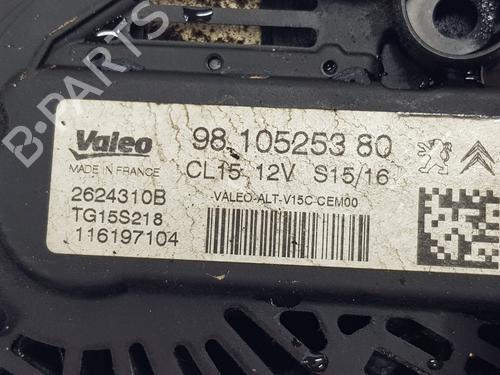 B-PARTS
Valeo
MADE IN FRANCE
98 105253 80
CL15 12V S15/16
2624310B
TG15S218
116197104
-VALEO-ALT-V15C-CEM00